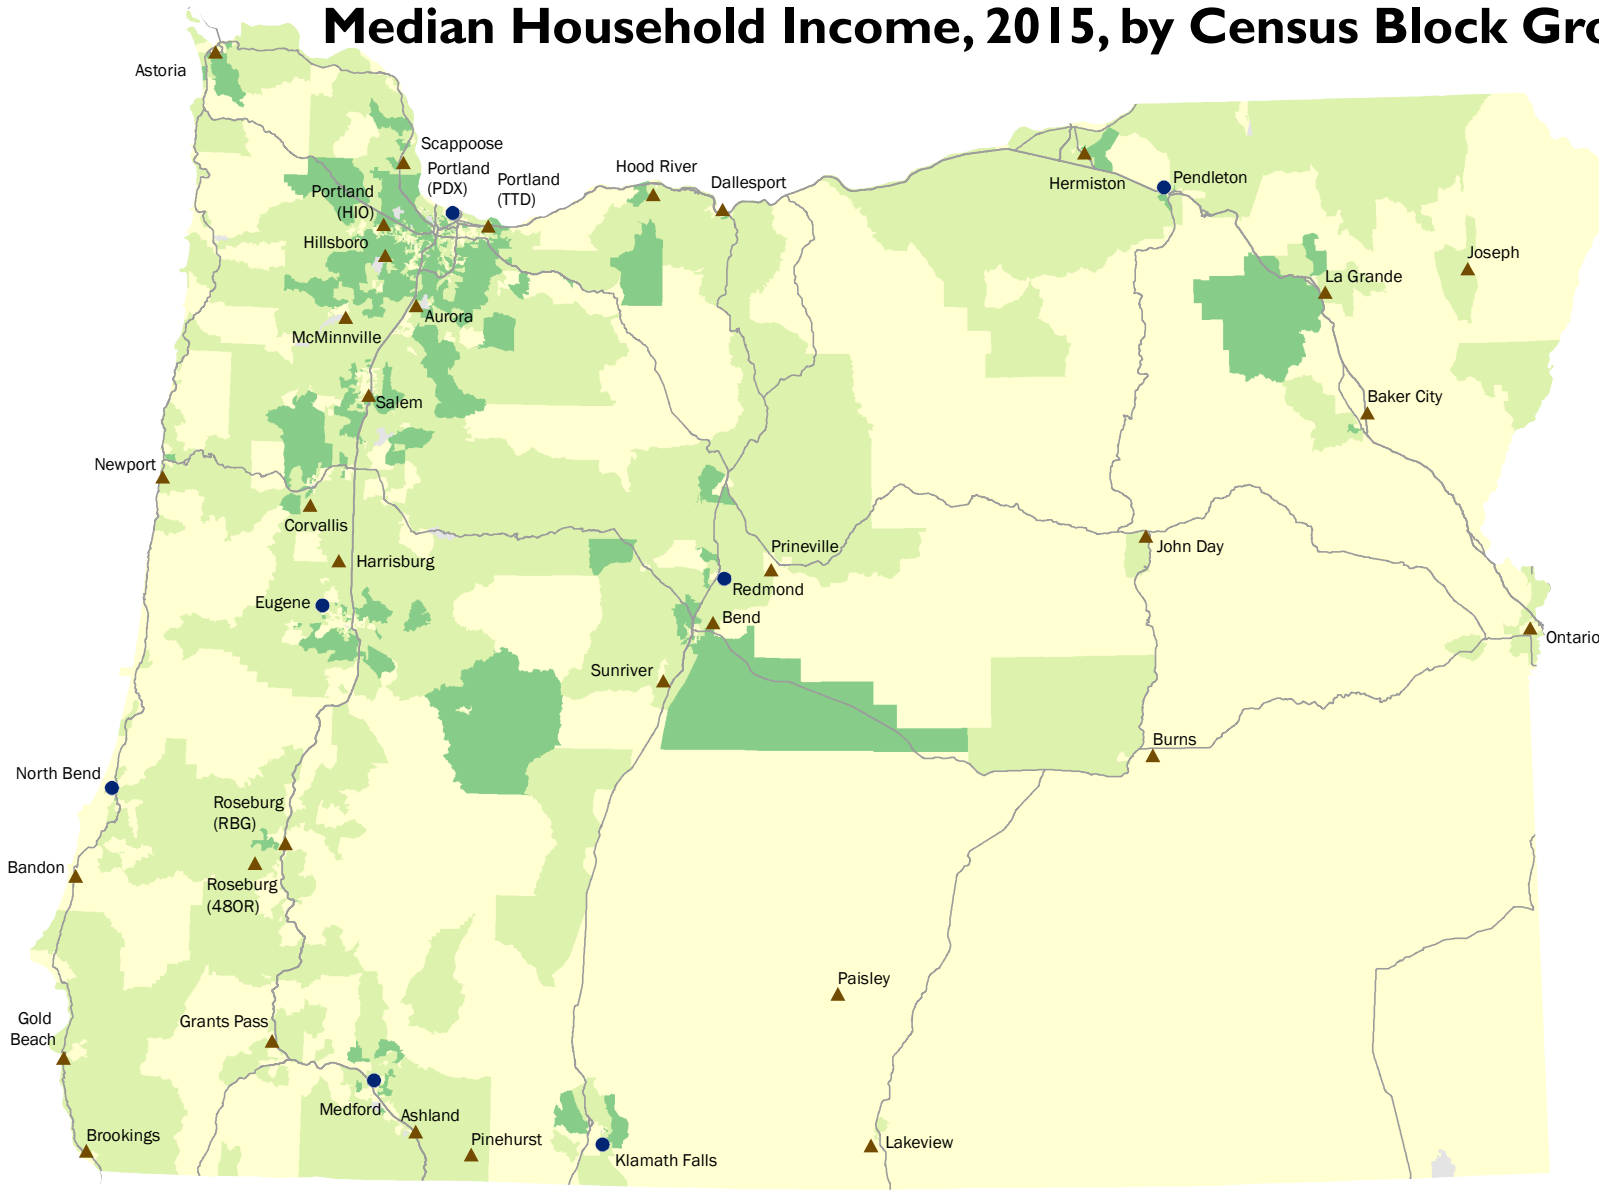 Median Household Income, 2015, by Census Block Gro
Astoria
Scappoose
Portland
(PDX)
Portland
(TTD)
Hood River
Dallesport
Portland
(HIO)
Hillsboro
Hermiston
Pendleton
Joseph
La Grande
McMinnville
Aurora
Salem
Baker City
Newport
Corvallis
Harrisburg
Prineville
John Day
Eugene
Redmond
Bend
Ontario
Sunriver
Burns
North Bend
Roseburg
(RBG)
Bandon
Roseburg
(48OR)
Paisley
Gold
Beach
Grants Pass
Medford
Ashland
Brookings
Pinehurst
Klamath Falls
Lakeview